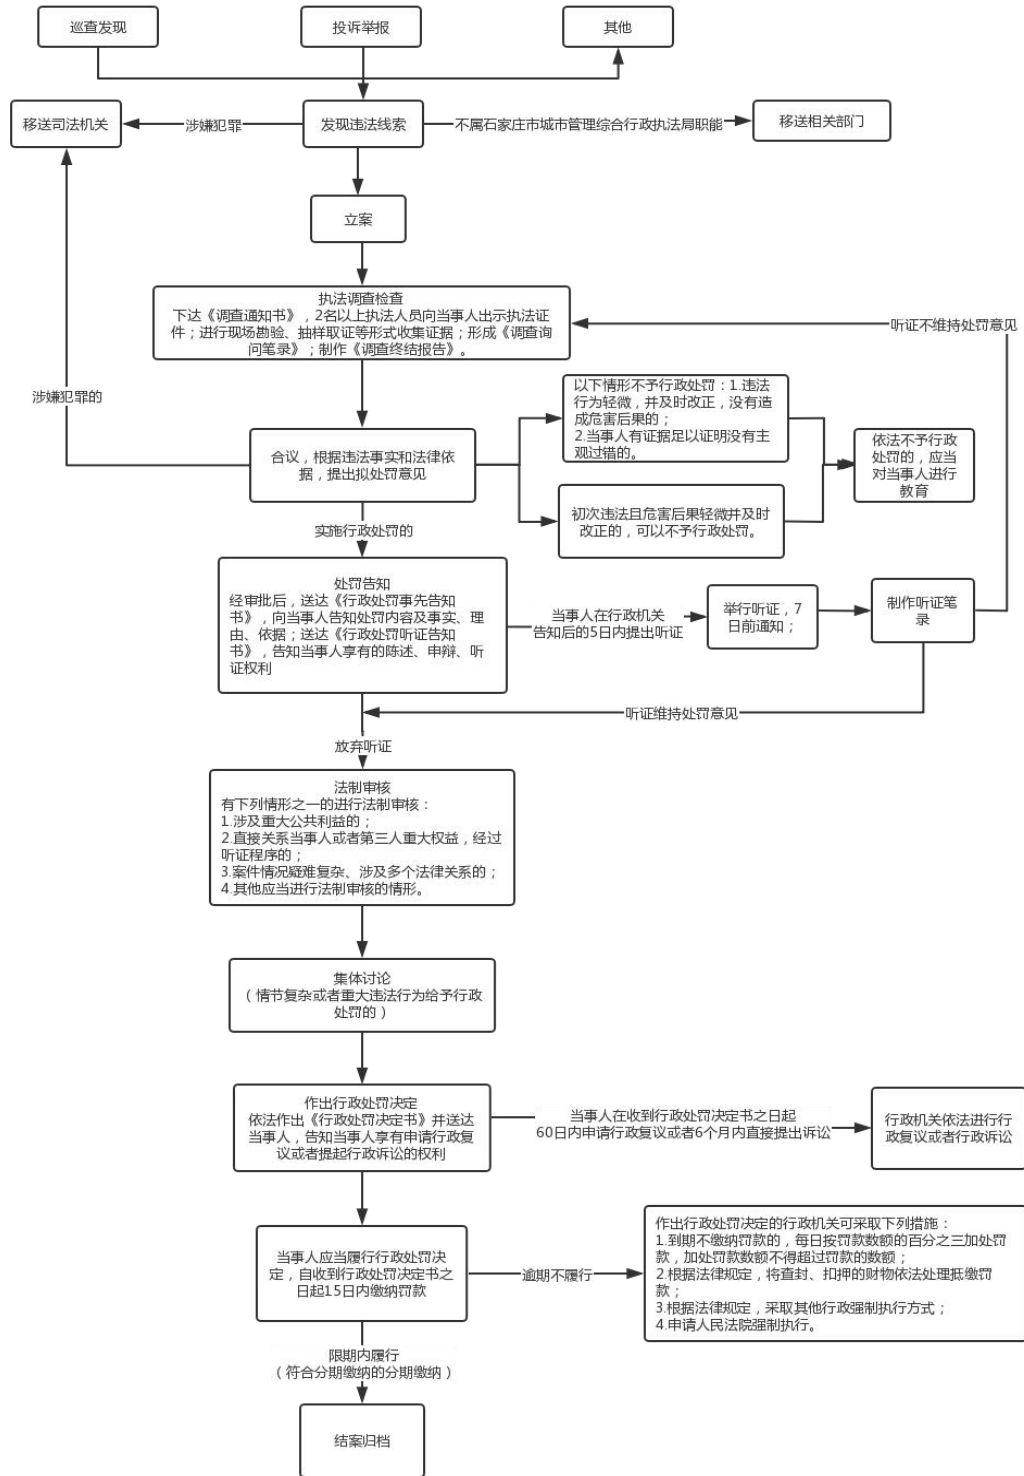 巡查发现
投诉举报
其他
移送司法机关
涉嫌犯罪
发现违法线索
不属石家庄市城市管理综合行政执法局职能
移送相关部门
立案
执法调查检查
下达《调查通知书》，2名以上执法人员向当事人出示执法证
件；进行现场勘验、抽样取证等形式收集证据；形成《调查询
问笔录》；制作《调查终结报告》。
听证不维持处罚意见
涉嫌犯罪的
合议，根据违法事实和法律依
据，提出拟处罚意见
以下情形不予行政处罚：1.违法
行为轻微，并及时改正，没有造
成危害后果的；
2.当事人有证据足以证明没有主
观过错的。
初次违法且危害后果轻微并及时
改正的，可以不予行政处罚。
依法不予行政
处罚的，应当
对当事人进行
教育
实施行政处罚的
处罚告知
经审批后，送达《行政处罚事先告知
书》，向当事人告知处罚内容及事实、理
由、依据；送达《行政处罚听证告知
书》，告知当事人享有的陈述、申辩、听
证权利
当事人在行政机关
告知后的5日内提出听证
举行听证，7
日前通知；
制作听证笔
录
听证维持处罚意见
放弃听证
法制审核
有下列情形之一的进行法制审核：
1.涉及重大公共利益的；
2.直接关系当事人或者第三人重大权益，经过
听证程序的；
3.案件情况疑难复杂、涉及多个法律关系的；
4.其他应当进行法制审核的情形。
集体讨论
（情节复杂或者重大违法行为给予行政
处罚的）
作出行政处罚决定
依法作出《行政处罚决定书》并送达
当事人，告知当事人享有申请行政复
议或者提起行政诉讼的权利
当事人在收到行政处罚决定书之日起
60日内申请行政复议或者6个月内直接提出诉讼
行政机关依法进行行
政复议或者行政诉讼
当事人应当履行行政处罚决
定，自收到行政处罚决定书之
日起15日内缴纳罚款
逾期不履行
作出行政处罚决定的行政机关可采取下列措施：
1.到期不缴纳罚款的，每日按罚款数额的百分之三加处罚
款，加处罚款数额不得超过罚款的数额；
2.根据法律规定，将查封、扣押的财物依法处理抵缴罚
款；
3.根据法律规定，采取其他行政强制执行方式；
4.申请人民法院强制执行。
限期内履行
（符合分期缴纳的分期缴纳）
结案归档